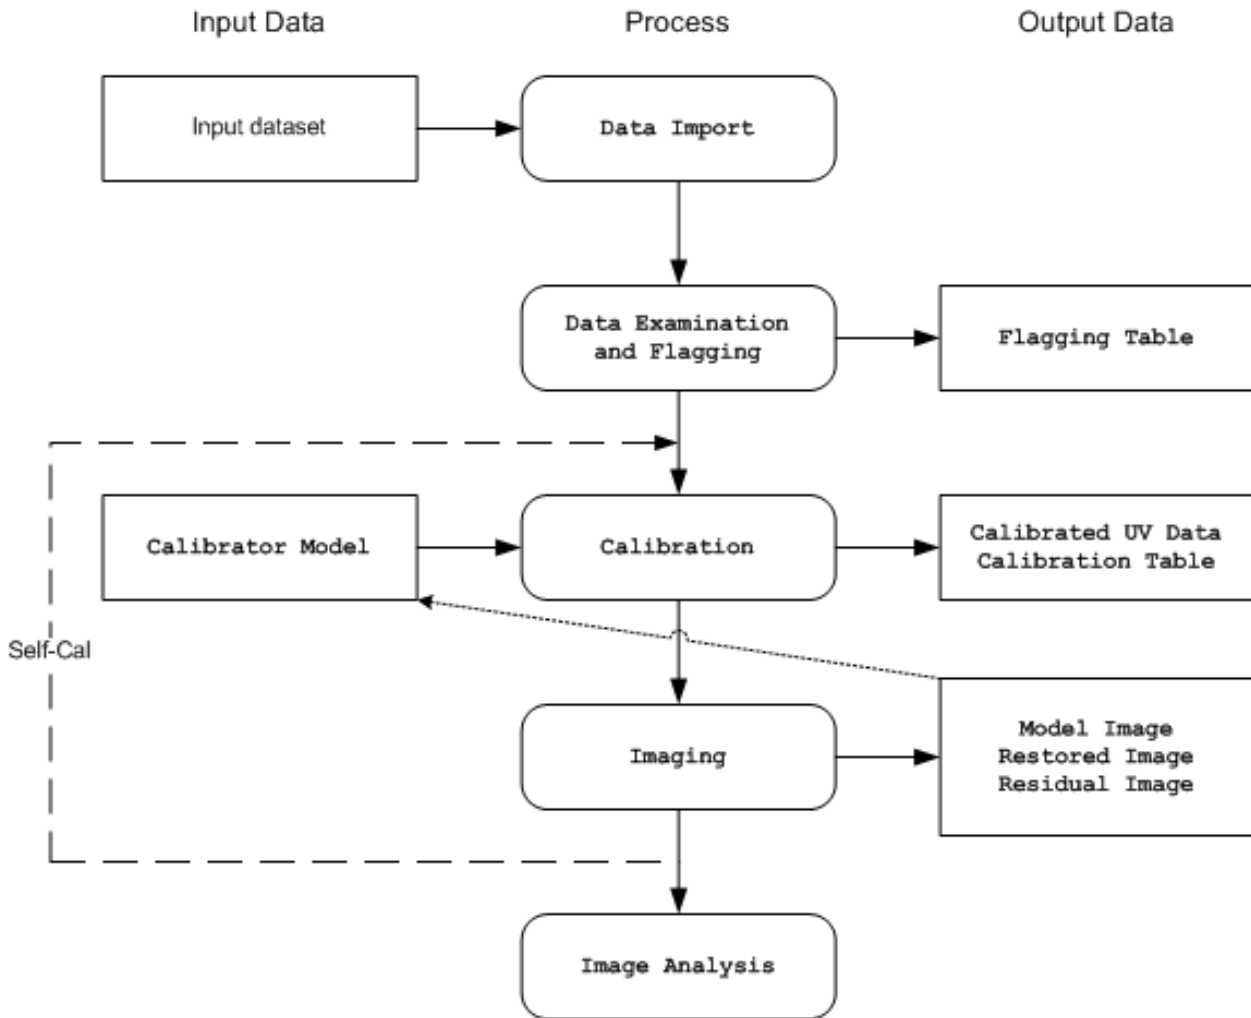 Input Data
Process
Output Data
Input dataset
Data Import
Data Examination
and Flagging
Flagging Table
Calibrator Model
Calibration
Calibrated UV Data
Calibration Table
Self-Cal
Imaging
Model Image
Restored Image
Residual Image
Image Analysis